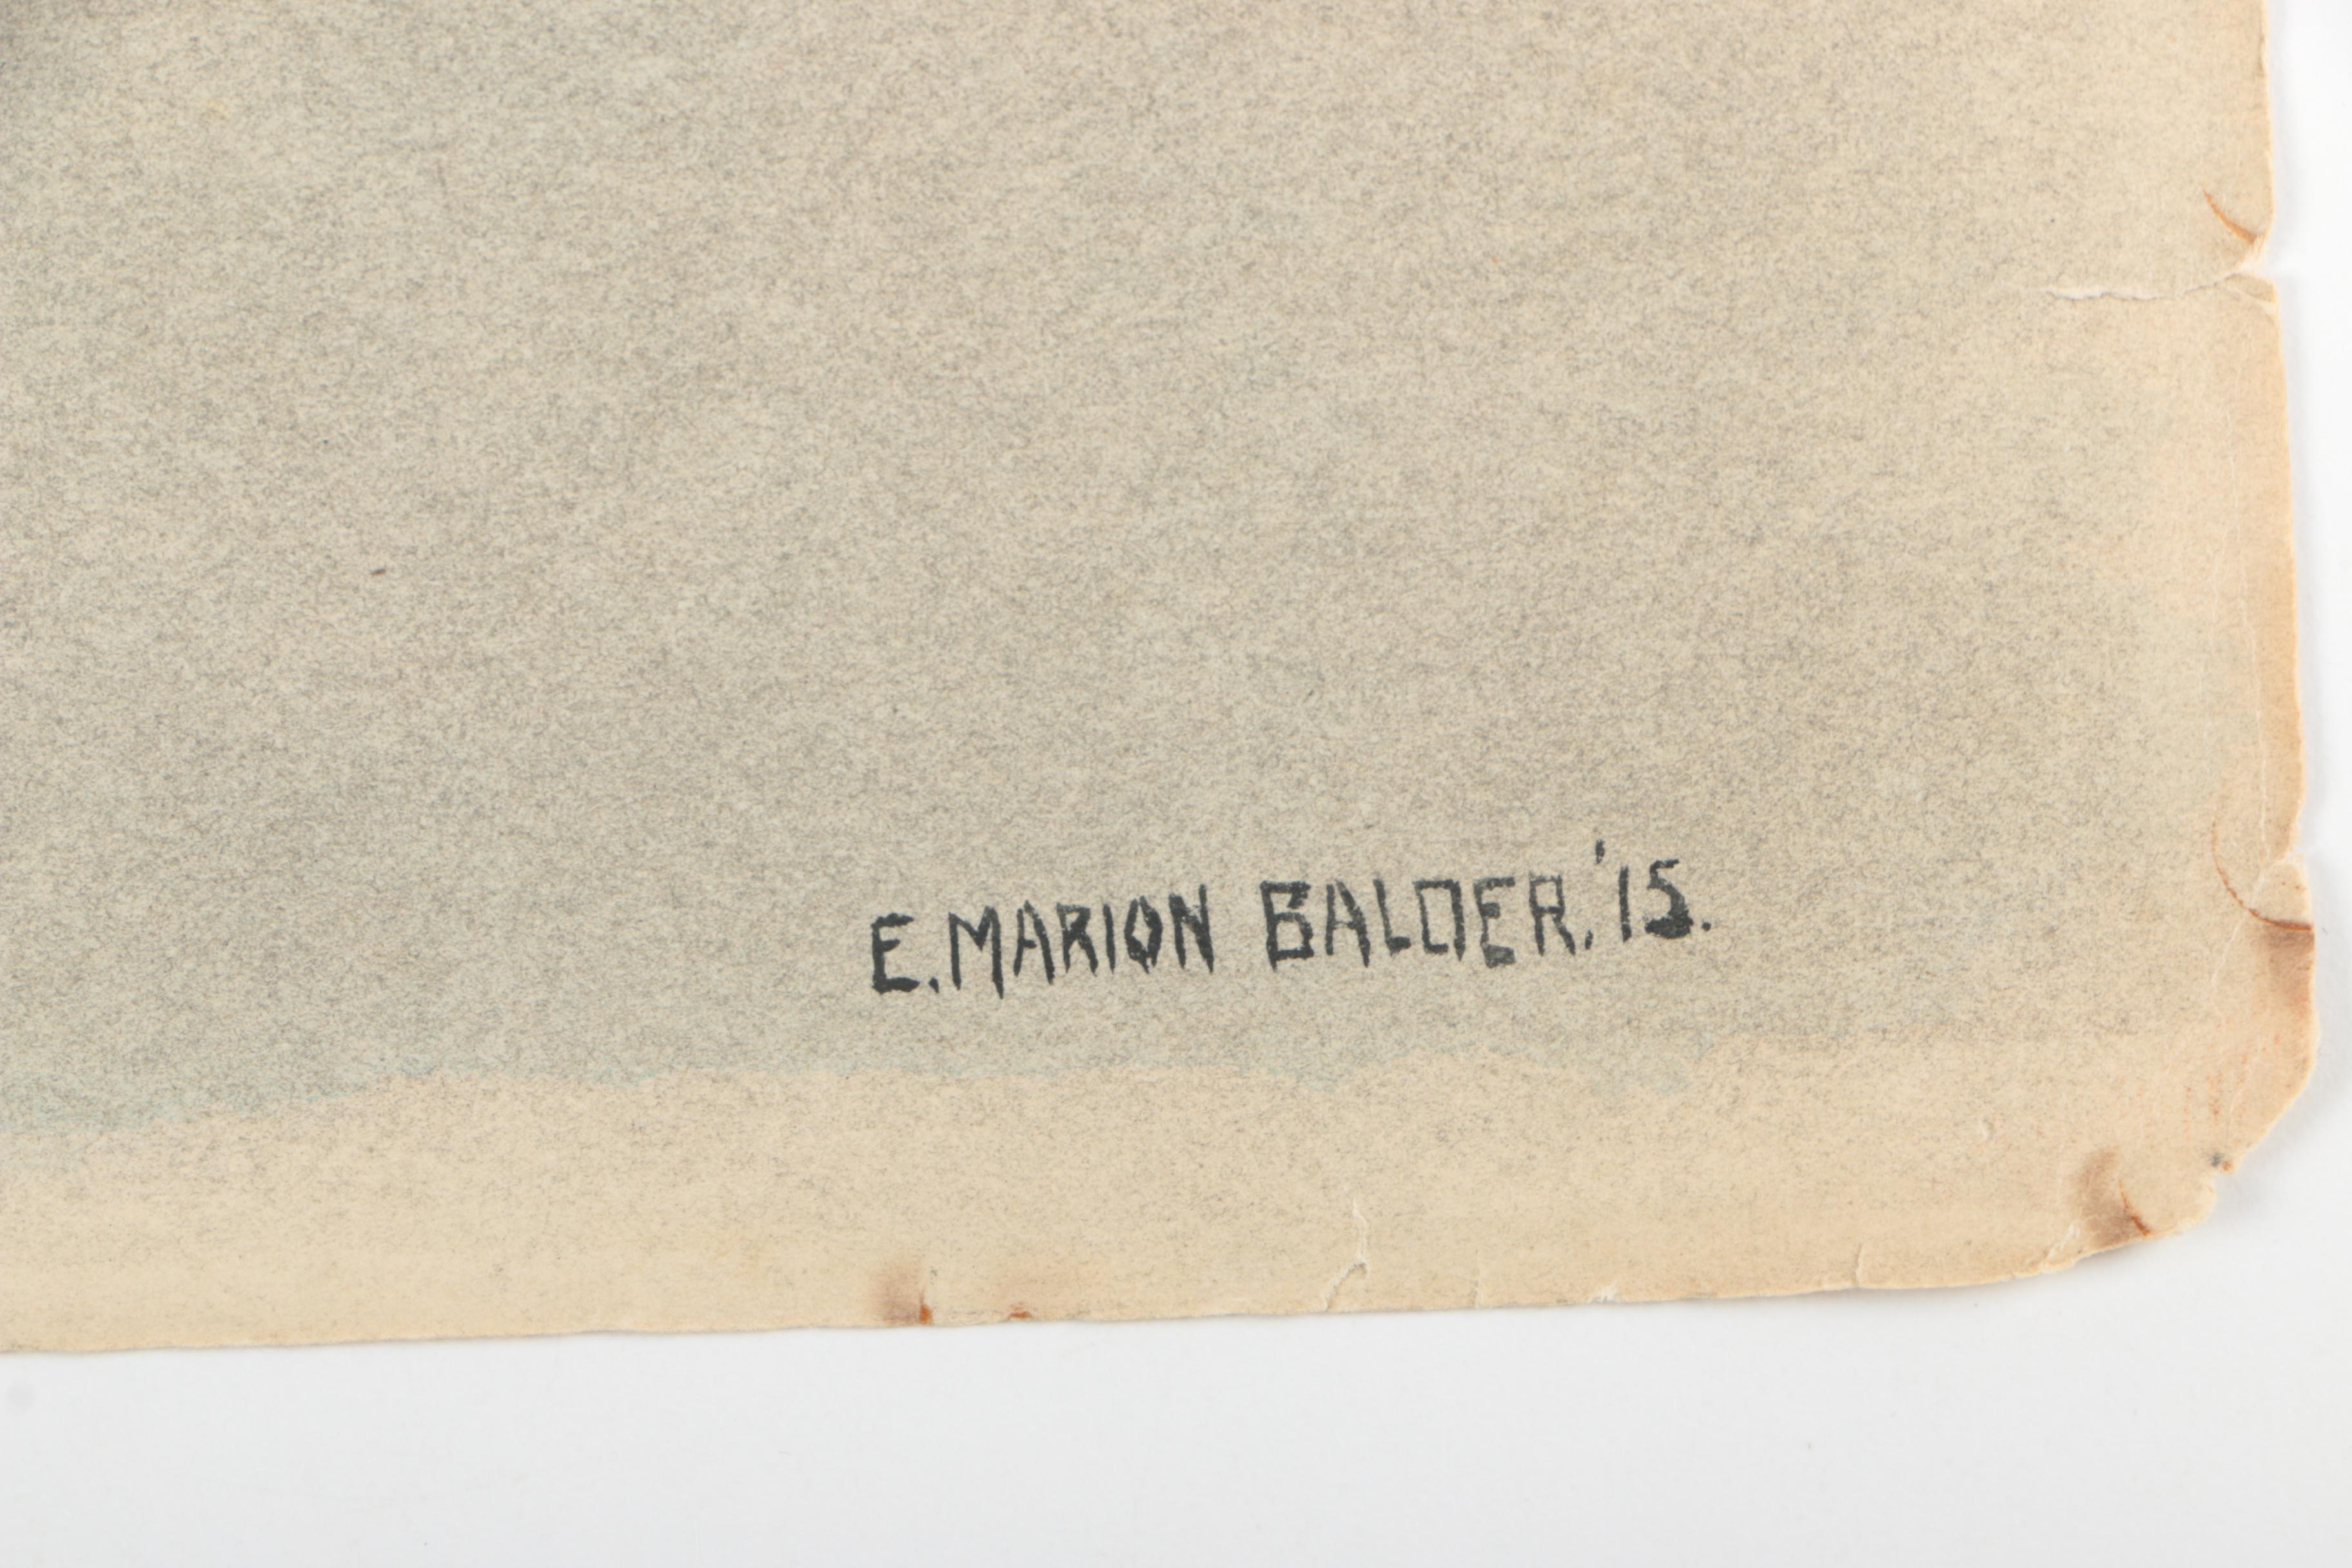 E. MARION BALDER. '15.